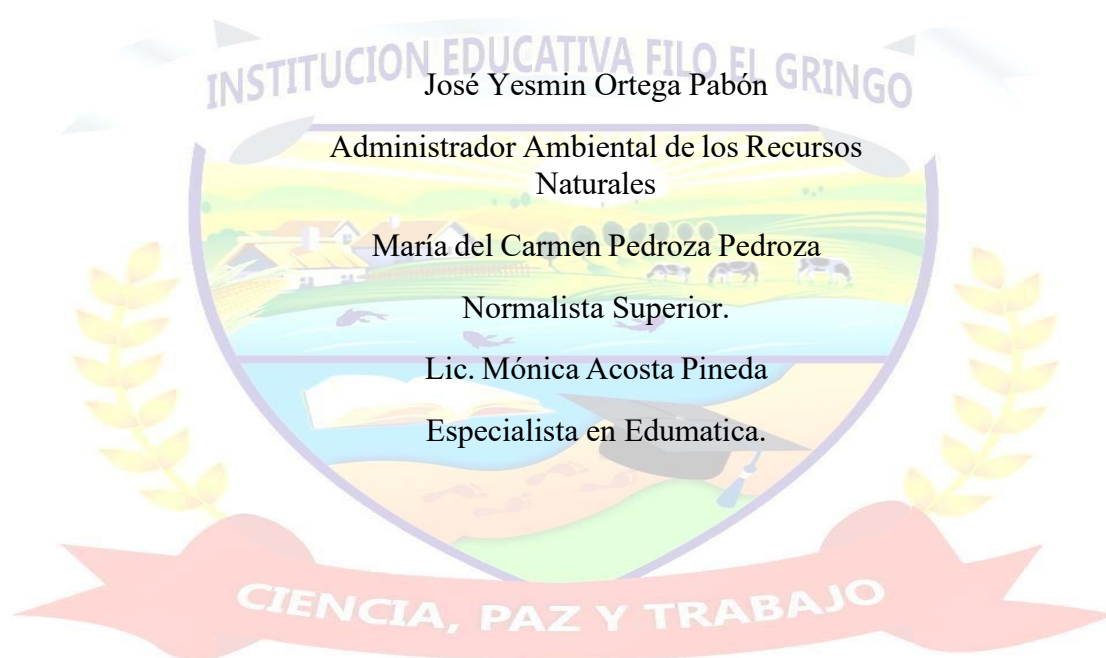 INSTITUCION EDUCATIVA FILO EL GRINGO
José Yesmin Ortega Pabón
Administrador Ambiental de los Recursos
Naturales
María del Carmen Pedroza Pedroza
Normalista Superior.
Lic. Mónica Acosta Pineda
Especialista en Edumatica.
CIENCIA, PAZ Y TRABAJO